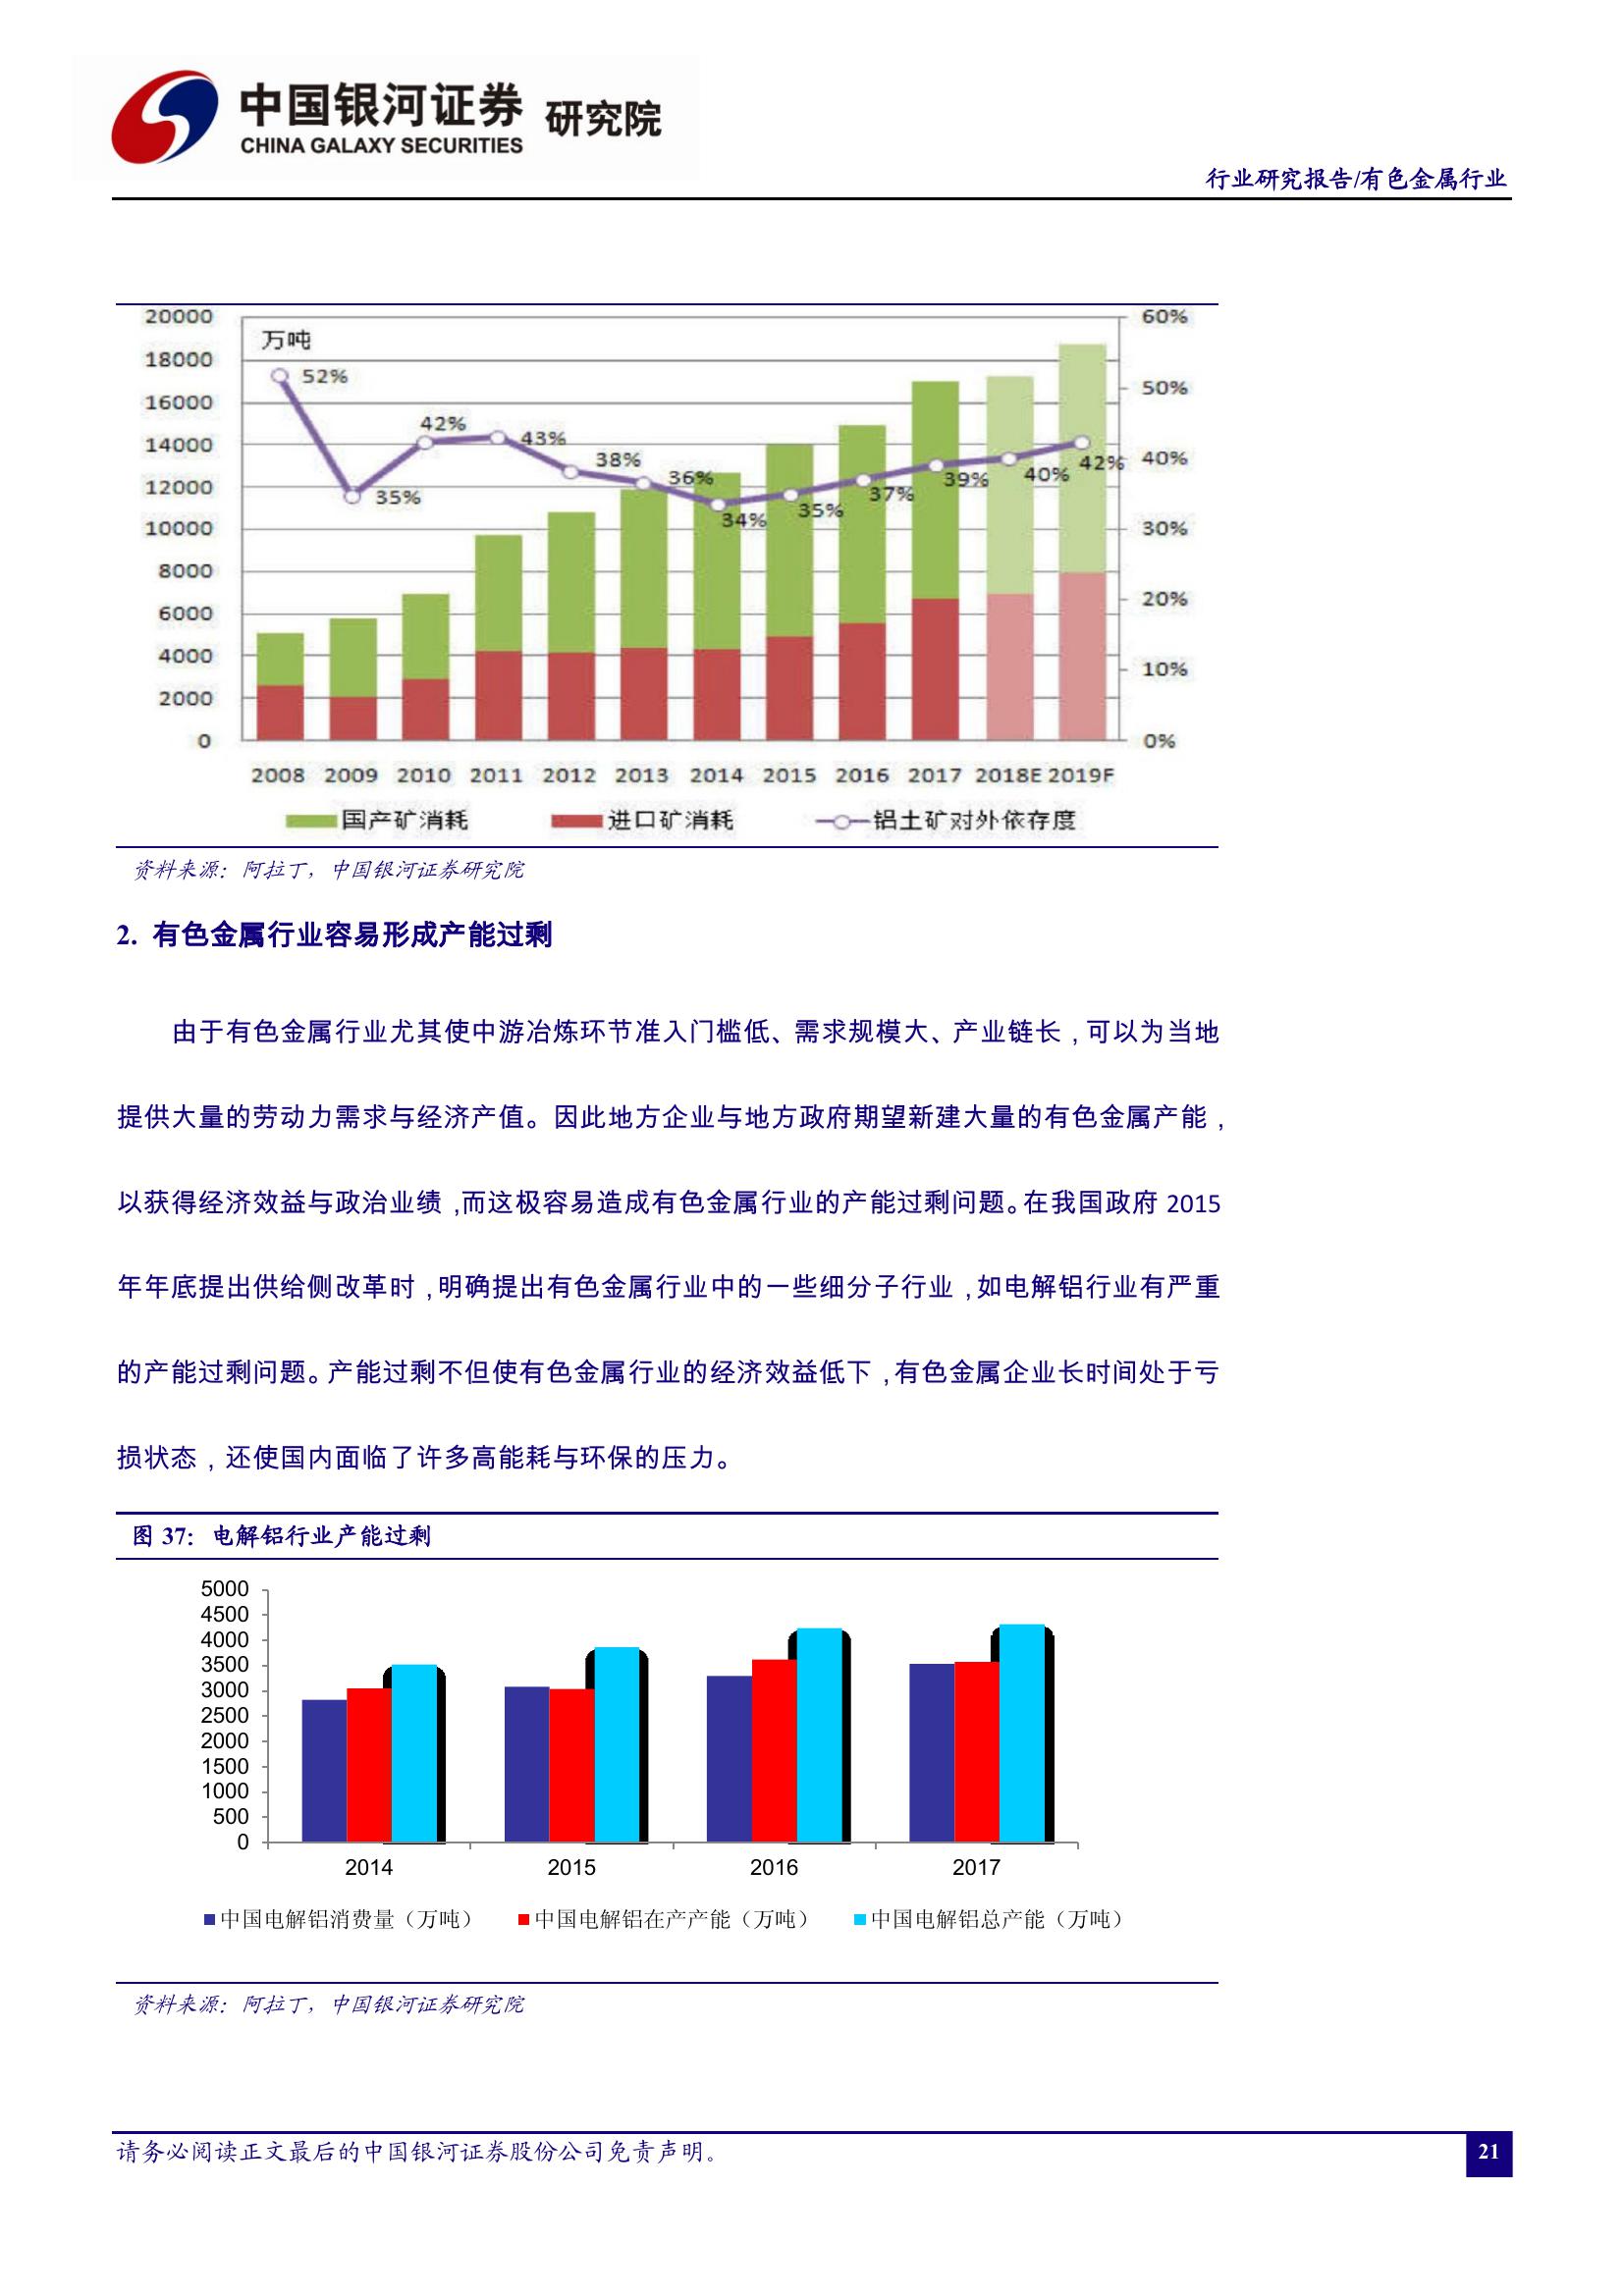 中国银河证券 研究院
CHINA GALAXY SECURITIES
行业研究报告/有色金属行业
万吨
20000
18000
16000
14000
12000
10000
8000
6000
4000
2000
0
60%
50%
40%
30%
20%
10%
0%
52%
35%
42%
43%
38%
36%
34%
35%
37%
39%
40%
42%
2008 2009 2010 2011 2012 2013 2014 2015 2016 2017 2018E 2019F
国产矿消耗 进口矿消耗 铝土矿对外依存度
资料来源：阿拉丁，中国银河证券研究院
2. 有色金属行业容易形成产能过剩
由于有色金属行业尤其使中游冶炼环节准入门槛低、需求规模大、产业链长，可以为当地
提供大量的劳动力需求与经济产值。因此地方企业与地方政府期望新建大量的有色金属产能，
以获得经济效益与政治业绩，而这极容易造成有色金属行业的产能过剩问题。在我国政府 2015
年年底提出供给侧改革时，明确提出有色金属行业中的一些细分子行业，如电解铝行业有严重
的产能过剩问题。产能过剩不但使有色金属行业的经济效益低下，有色金属企业长时间处于亏
损状态，还使国内面临了许多高能耗与环保的压力。
图 37：电解铝行业产能过剩
5000
4500
4000
3500
3000
2500
2000
1500
1000
500
0
2014 2015 2016 2017
中国电解铝消费量（万吨） 中国电解铝在产产能（万吨） 中国电解铝总产能（万吨）
资料来源：阿拉丁，中国银河证券研究院
请务必阅读正文最后的中国银河证券股份公司免责声明。
21